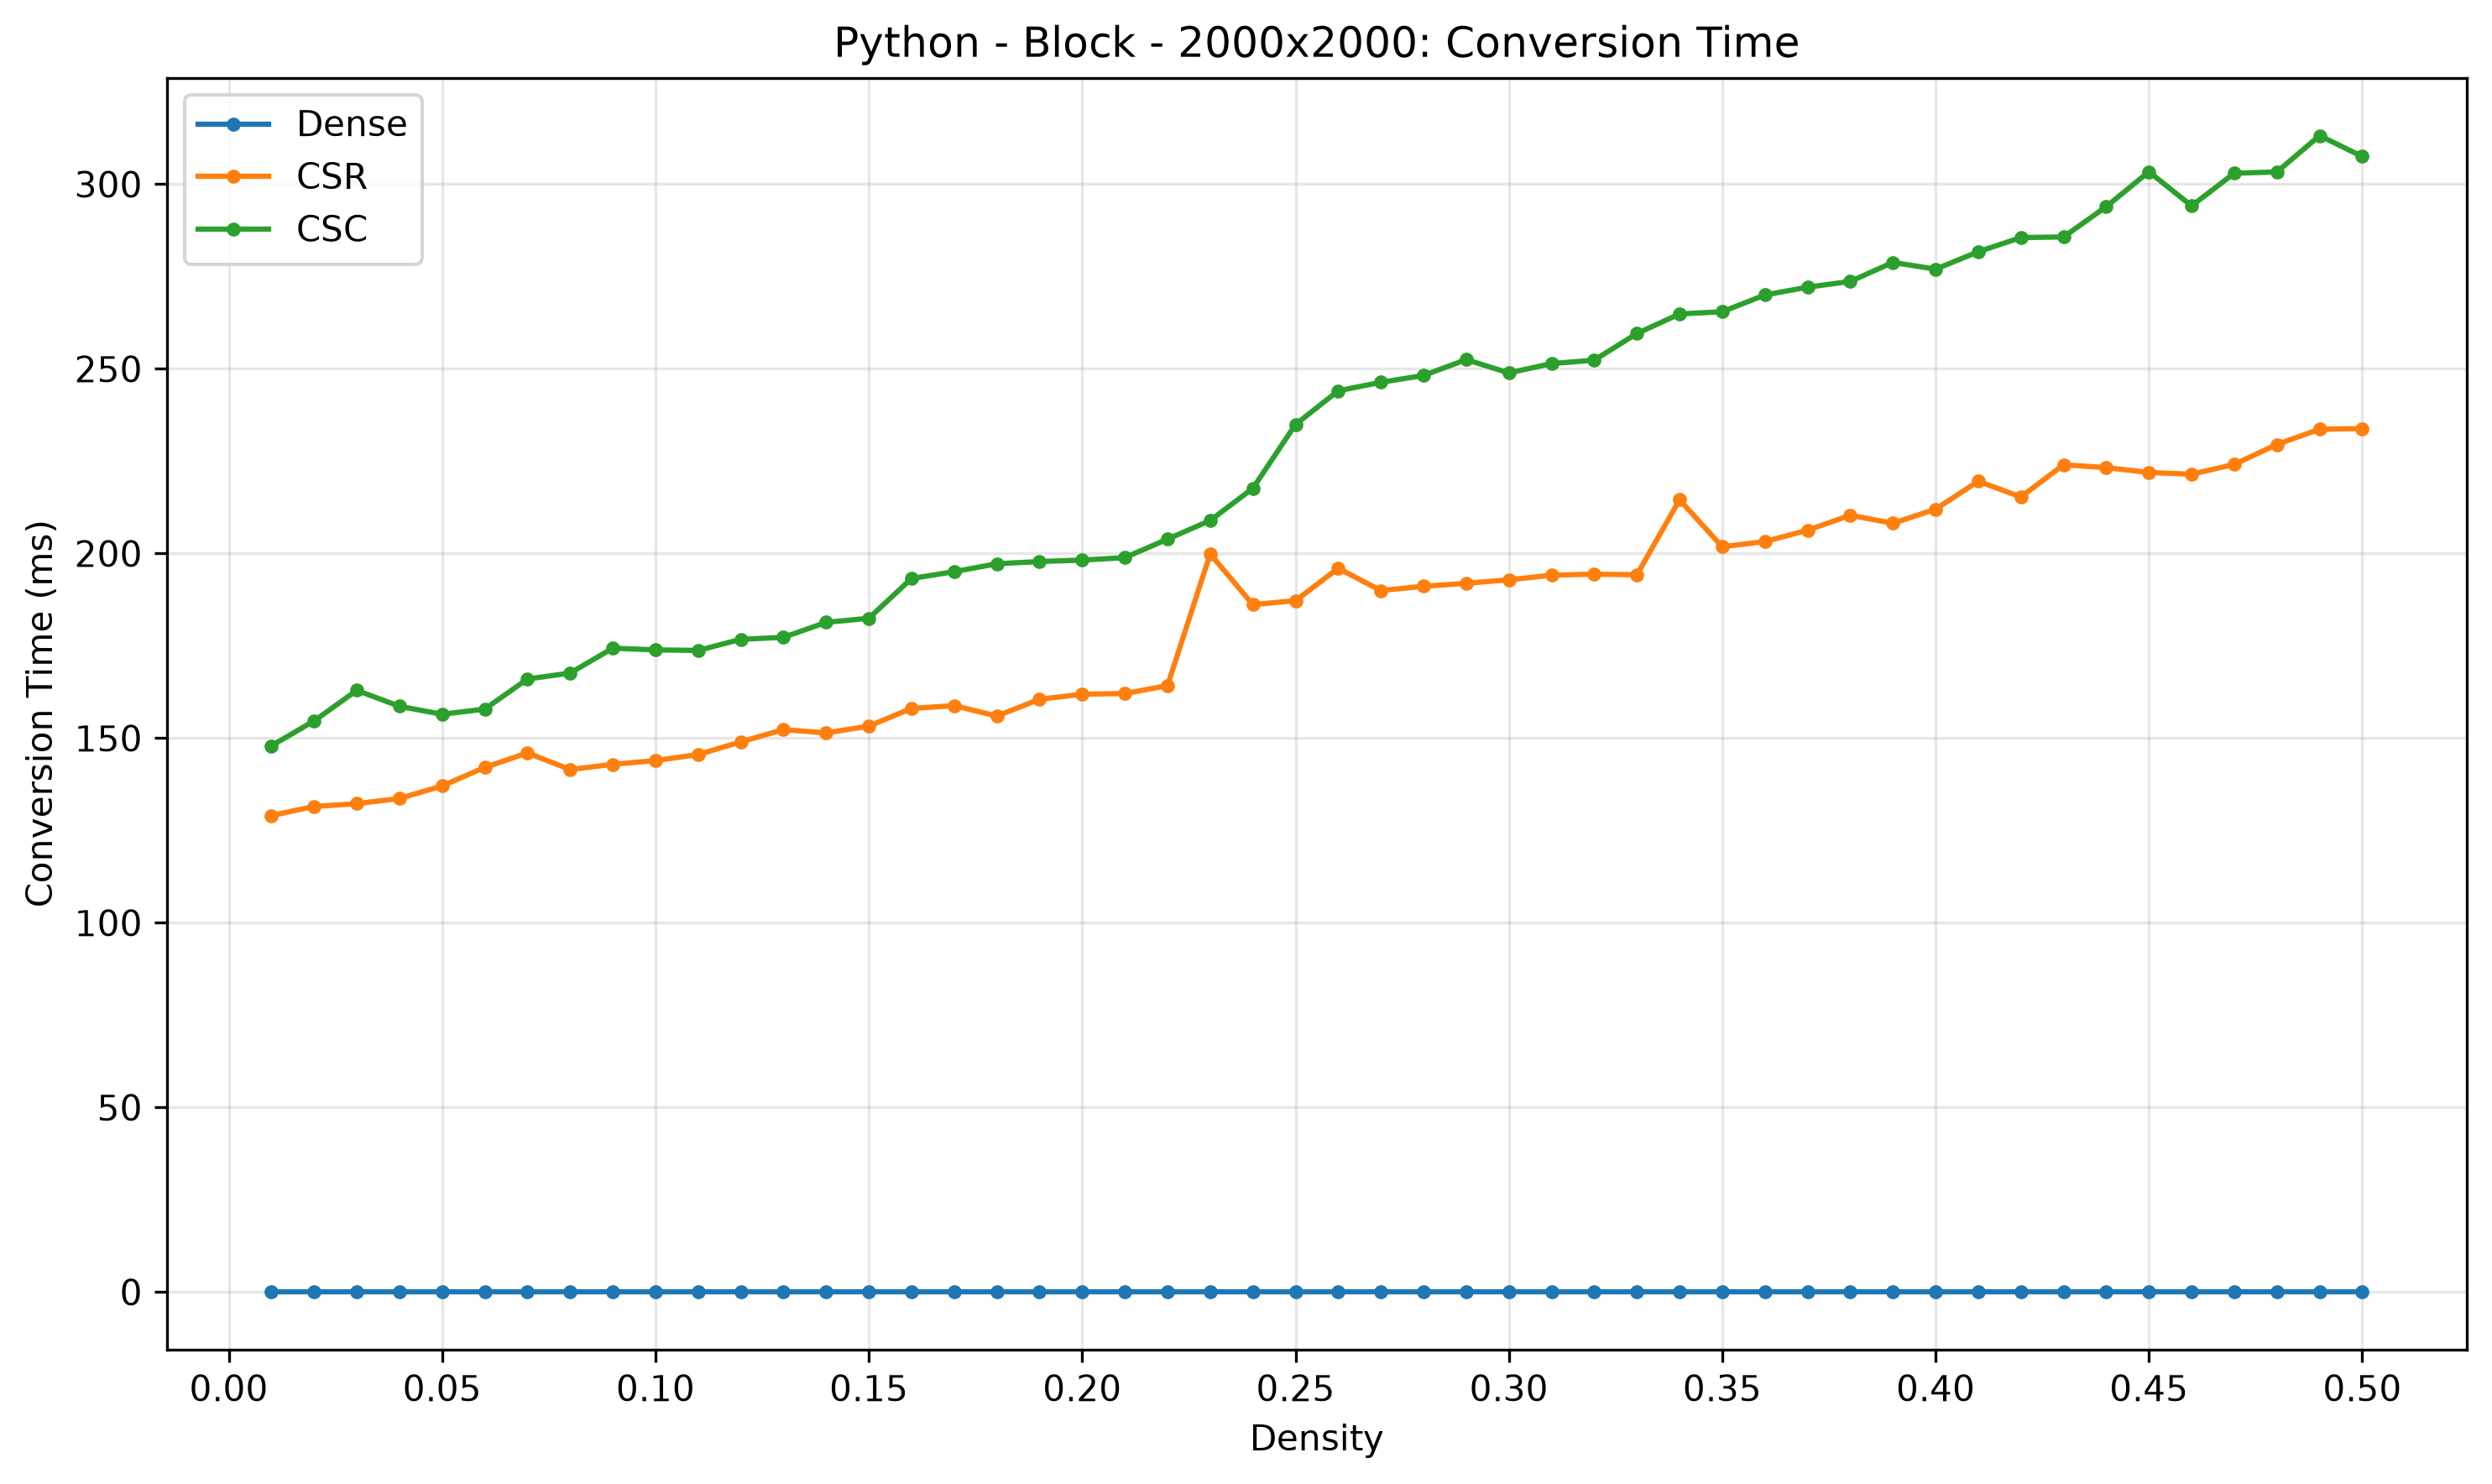 Python - Block - 2000x2000: Conversion Time
Dense
CSR
CSC
Conversion Time (ms)
300
250
200
150
100
50
0
0.00 0.05 0.10 0.15 0.20 0.25 0.30 0.35 0.40 0.45 0.50
Density